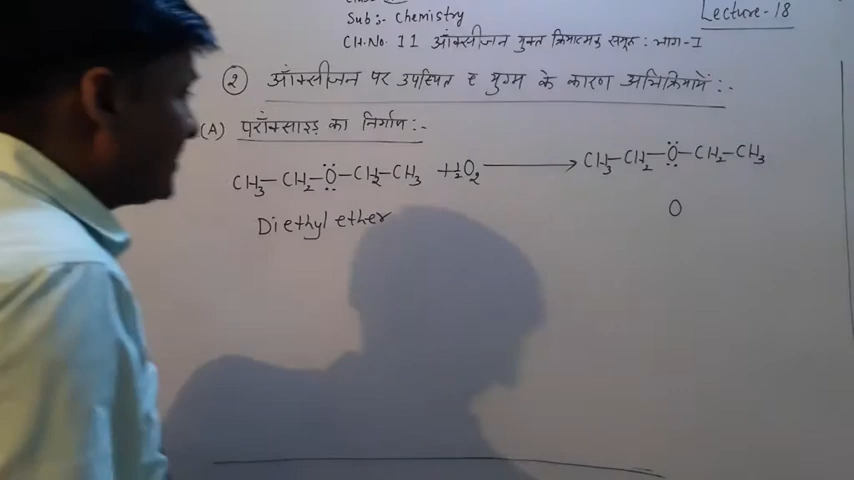 Sub:- Chemistry
Lecture-18
CH.No. 11 ऑक्सीजन युक्त क्रियात्मक समूह : भाग-I
② ऑक्सीजन पर उपस्थित e युग्म के कारण अभिक्रियायें :-
(A) परॉक्साइड का निर्माण :-
CH3-CH2-Ö-CH2-CH3 + ½O2 → CH3-CH2-Ö-CH2-CH3
Diethyl ether
O